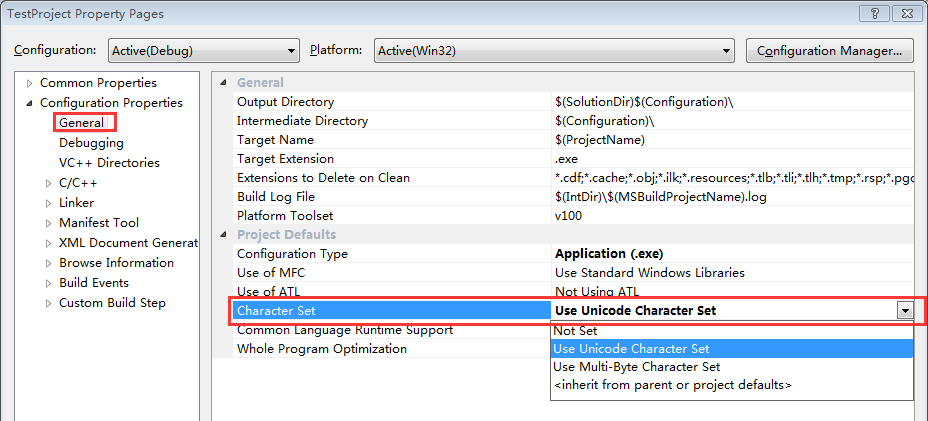 TestProject Property Pages
Configuration: Active(Debug) Platform: Active(Win32) Configuration Manager...
Common Properties
Configuration Properties
General
Debugging
VC++ Directories
C/C++
Linker
Manifest Tool
XML Document Generat
Browse Information
Build Events
Custom Build Step
General
Output Directory $(SolutionDir)$(Configuration)\
Intermediate Directory $(Configuration)\
Target Name $(ProjectName)
Target Extension .exe
Extensions to Delete on Clean *.cdf;*.cache;*.obj;*.ilk;*.resources;*.tlb;*.tli;*.tlh;*.tmp;*.rsp;*.pgc
Build Log File $(IntDir)\$(MSBuildProjectName).log
Platform Toolset v100
Project Defaults
Configuration Type Application (.exe)
Use of MFC Use Standard Windows Libraries
Use of ATL Not Using ATL
Character Set Use Unicode Character Set
Common Language Runtime Support
Whole Program Optimization
Not Set
Use Unicode Character Set
Use Multi-Byte Character Set
<inherit from parent or project defaults>